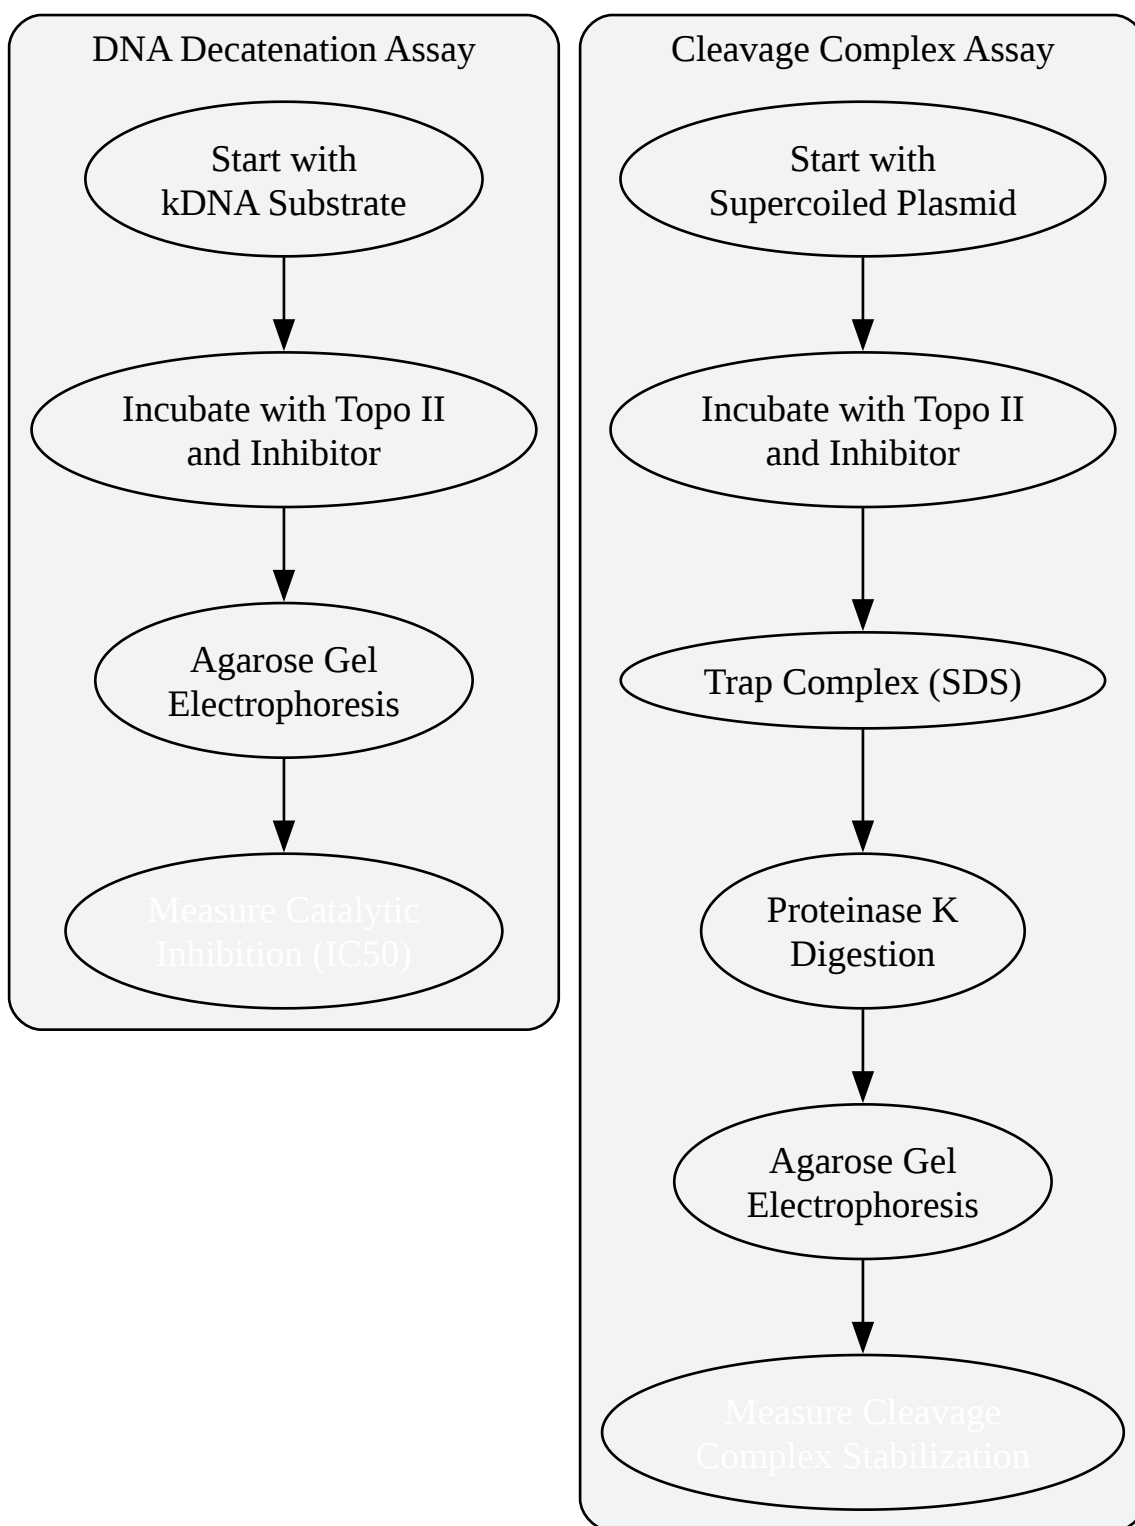 DNA Decatenation Assay
Start with
kDNA Substrate
Incubate with Topo II
and Inhibitor
Agarose Gel
Electrophoresis
Measure Catalytic
Inhibition (IC50)
Cleavage Complex Assay
Start with
Supercoiled Plasmid
Incubate with Topo II
and Inhibitor
Trap Complex (SDS)
Proteinase K
Digestion
Agarose Gel
Electrophoresis
Measure Cleavage
Complex Stabilization